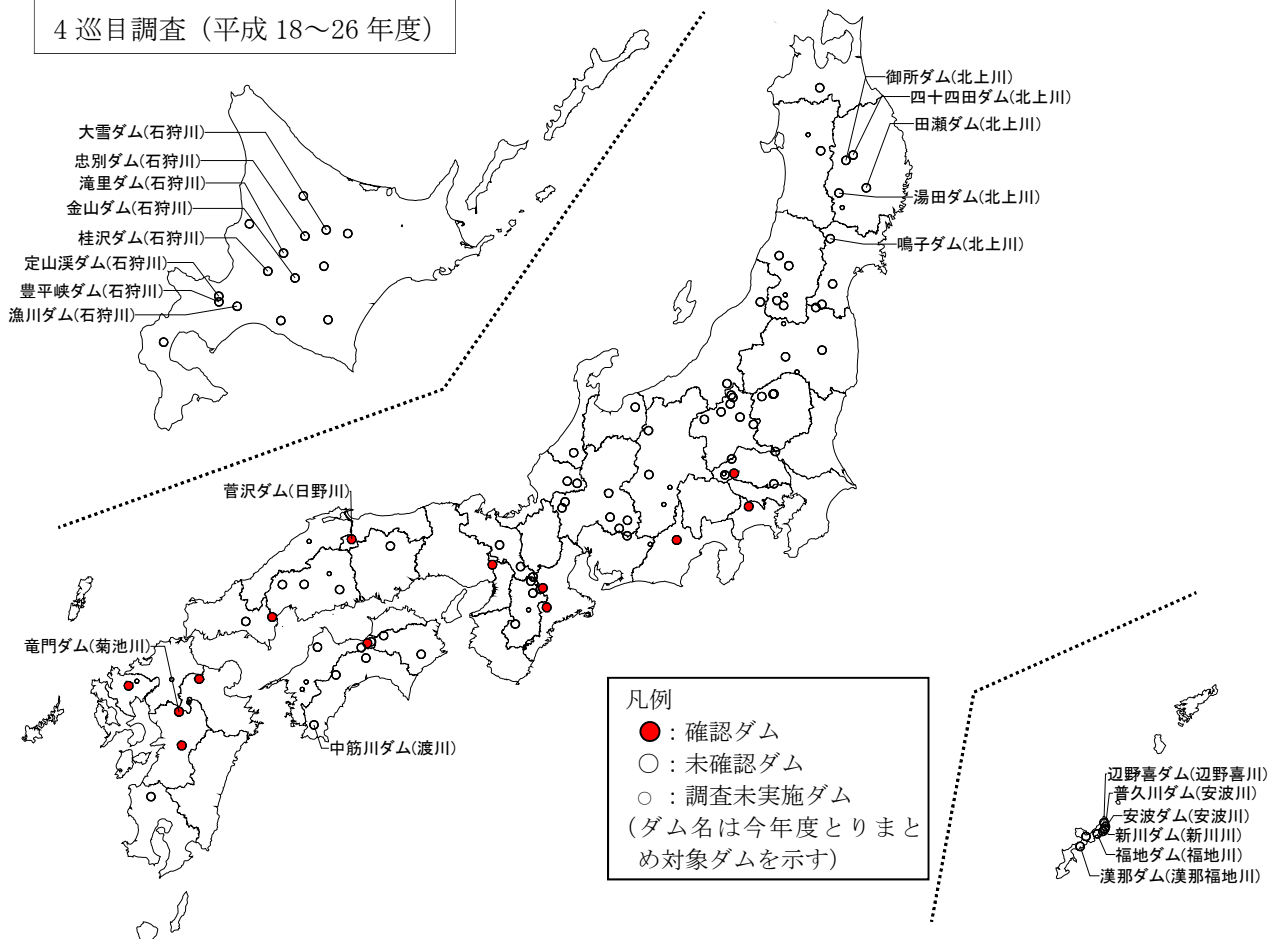 4巡目調査（平成18～26年度）
大雪ダム(石狩川)
忠別ダム(石狩川)
滝里ダム(石狩川)
金山ダム(石狩川)
桂沢ダム(石狩川)
定山渓ダム(石狩川)
豊平峡ダム(石狩川)
漁川ダム(石狩川)
御所ダム(北上川)
四十四田ダム(北上川)
田瀬ダム(北上川)
湯田ダム(北上川)
鳴子ダム(北上川)
菅沢ダム(日野川)
竜門ダム(菊池川)
中筋川ダム(渡川)
凡例
●：確認ダム
○：未確認ダム
○：調査未実施ダム
（ダム名は今年度とりまと
め対象ダムを示す）
辺野喜ダム(辺野喜川)
普久川ダム(安波川)
安波ダム(安波川)
新川ダム(新川川)
福地ダム(福地川)
漢那ダム(漢那福地川)